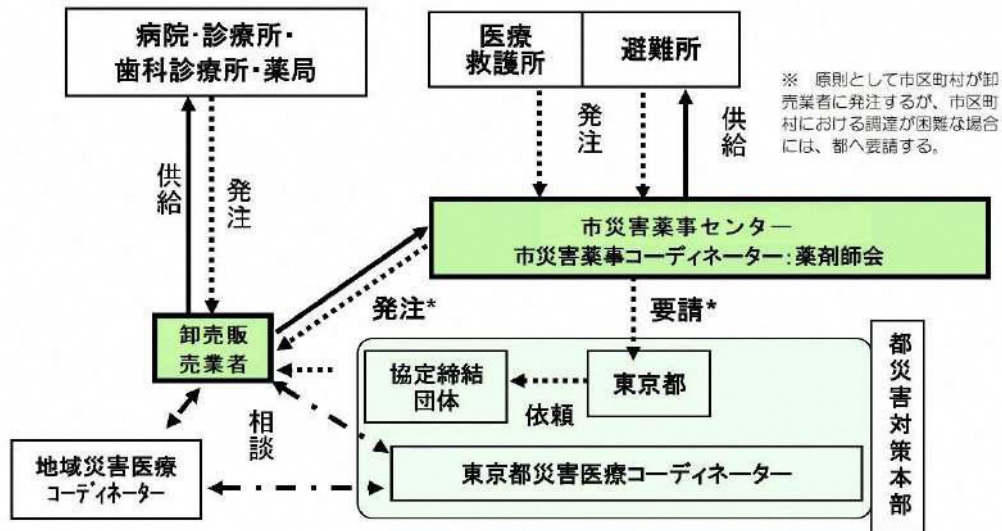 病院・診療所・
歯科診療所・薬局
医療
救護所
避難所
※　原則として市区町村が卸
売業者に発注するが、市区町
村における調達が困難な場合
には、都へ要請する。
供給
発注
発注
供給
市災害薬事センター
市災害薬事コーディネーター：薬剤師会
発注*
要請*
卸売販
売業者
協定締結
団体
依頼
東京都
都災害対策本部
相談
地域災害医療
コーディネーター
東京都災害医療コーディネーター